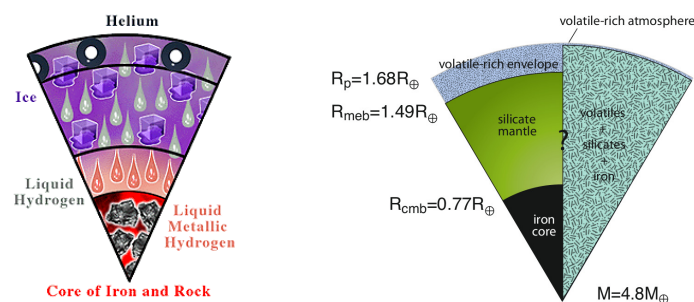 Helium
Ice
Liquid
Hydrogen
Liquid
Metallic
Hydrogen
Core of Iron and Rock
volatile-rich atmosphere
volatile-rich envelope
Rp=1.68R⊕
Rmeb=1.49R⊕
silicate
mantle
?
volatiles
+
silicates
+
iron
Rcmb=0.77R⊕
iron
core
M=4.8M⊕